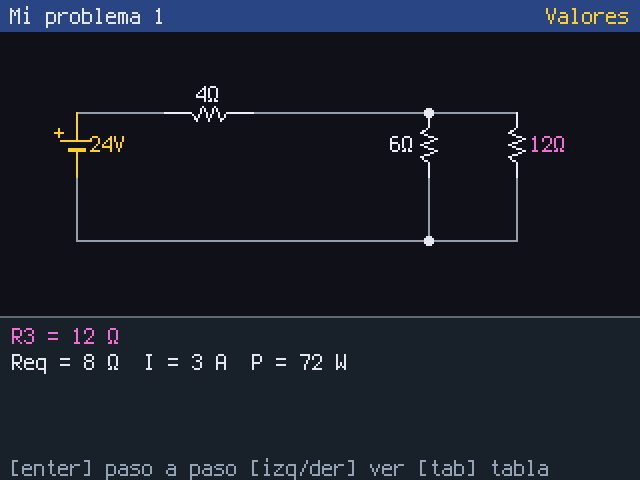 Mi problema 1
Valores
4Ω
+
24V
6Ω
12Ω
R3 = 12 Ω
Req = 8 Ω  I = 3 A  P = 72 W
[enter] paso a paso [izq/der] ver [tab] tabla